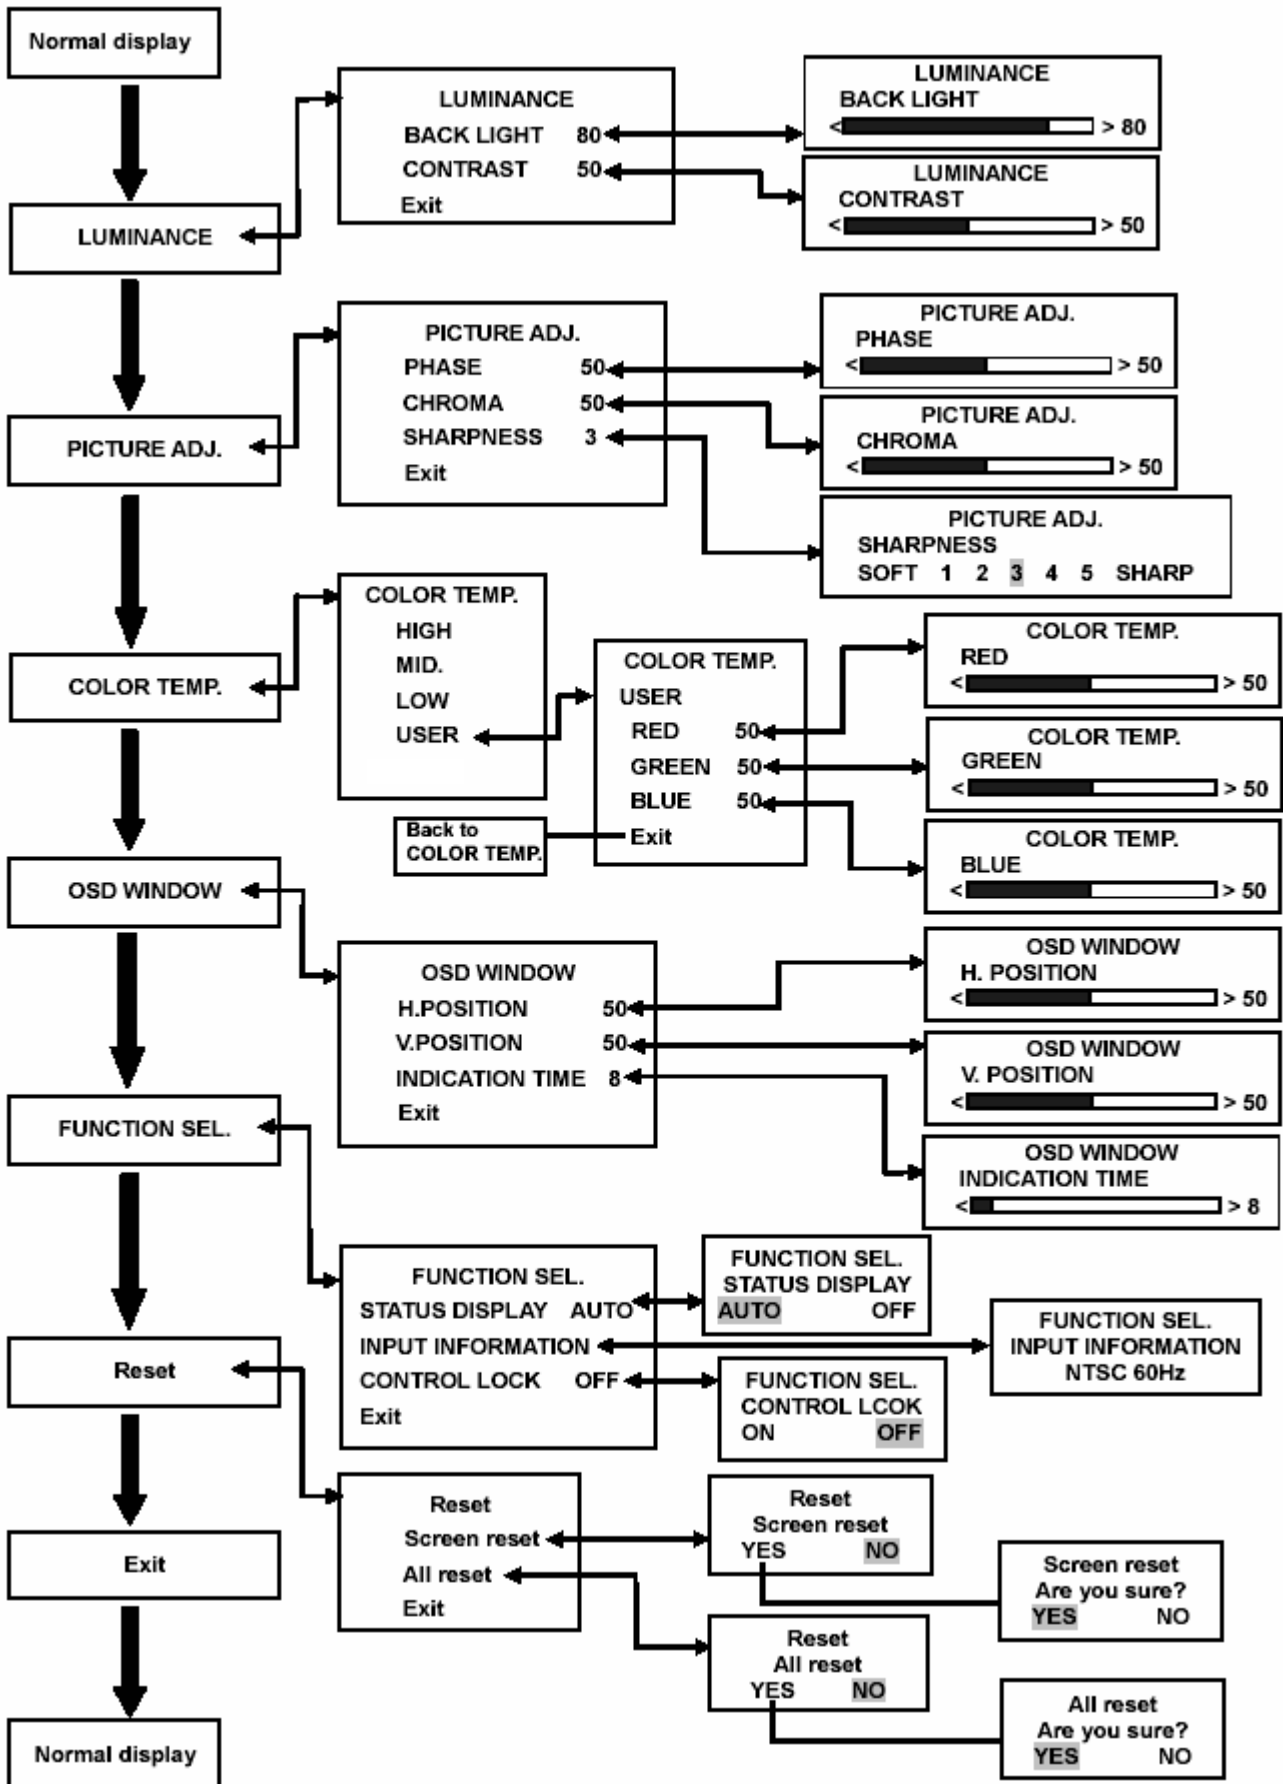 Normal display
LUMINANCE
BACK LIGHT 80
CONTRAST 50
Exit
LUMINANCE
BACK LIGHT
< > 80
LUMINANCE
CONTRAST
< > 50
LUMINANCE
PICTURE ADJ.
PHASE 50
CHROMA 50
SHARPNESS 3
Exit
PICTURE ADJ.
PHASE
< > 50
PICTURE ADJ.
CHROMA
< > 50
PICTURE ADJ.
SHARPNESS
SOFT 1 2 3 4 5 SHARP
PICTURE ADJ.
COLOR TEMP.
HIGH
MID.
LOW
USER
COLOR TEMP.
USER
RED 50
GREEN 50
BLUE 50
Exit
Back to
COLOR TEMP.
COLOR TEMP.
RED
< > 50
COLOR TEMP.
GREEN
< > 50
COLOR TEMP.
BLUE
< > 50
COLOR TEMP.
OSD WINDOW
OSD WINDOW
H.POSITION 50
V.POSITION 50
INDICATION TIME 8
Exit
OSD WINDOW
H. POSITION
< > 50
OSD WINDOW
V. POSITION
< > 50
OSD WINDOW
INDICATION TIME
< > 8
FUNCTION SEL.
FUNCTION SEL.
STATUS DISPLAY AUTO
INPUT INFORMATION
CONTROL LOCK OFF
Exit
FUNCTION SEL.
STATUS DISPLAY
AUTO OFF
FUNCTION SEL.
INPUT INFORMATION
NTSC 60Hz
FUNCTION SEL.
CONTROL LCOK
ON OFF
Reset
Reset
Screen reset
All reset
Exit
Reset
Screen reset
YES NO
Screen reset
Are you sure?
YES NO
Reset
All reset
YES NO
All reset
Are you sure?
YES NO
Exit
Normal display